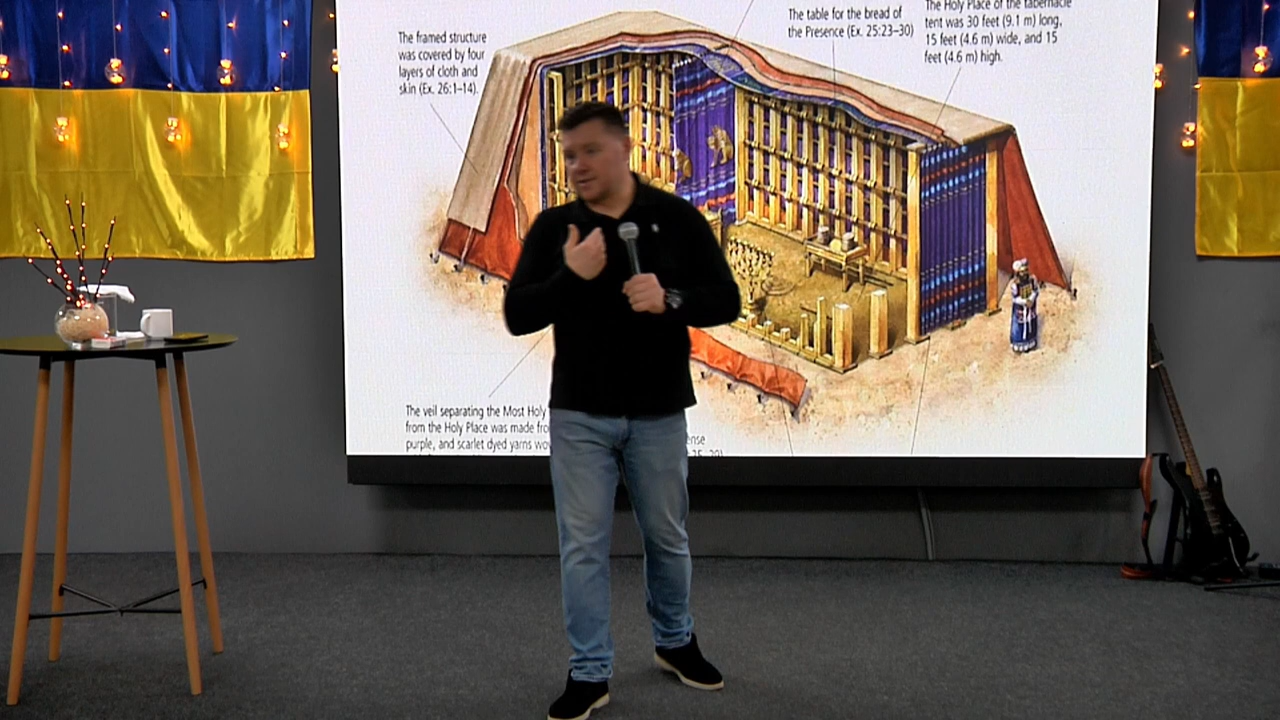 The framed structure
was covered by four
layers of cloth and
skin (Ex. 26:1–14).
The table for the bread of
the Presence (Ex. 25:23–30)
The Holy Place of the tabernacle
tent was 30 feet (9.1 m) long,
15 feet (4.6 m) wide, and 15
feet (4.6 m) high.
The veil separating the Most Holy
from the Holy Place was made
purple, and scarlet dyed yarns